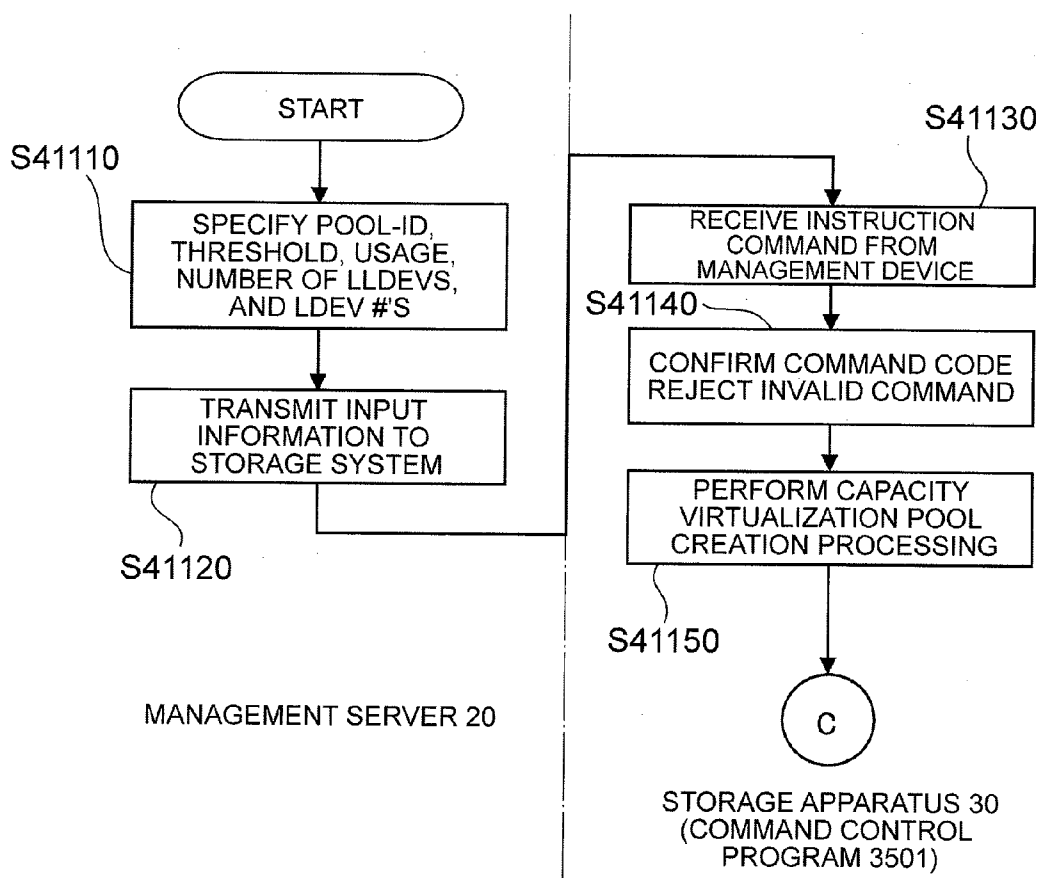 START
S41110
SPECIFY POOL-ID,
THRESHOLD, USAGE,
NUMBER OF LLDEVS,
AND LDEV #'S
TRANSMIT INPUT
INFORMATION TO
STORAGE SYSTEM
S41120
MANAGEMENT SERVER 20
S41130
RECEIVE INSTRUCTION
COMMAND FROM
MANAGEMENT DEVICE
S41140
CONFIRM COMMAND CODE
REJECT INVALID COMMAND
PERFORM CAPACITY
VIRTUALIZATION POOL
CREATION PROCESSING
S41150
C
STORAGE APPARATUS 30
(COMMAND CONTROL
PROGRAM 3501)